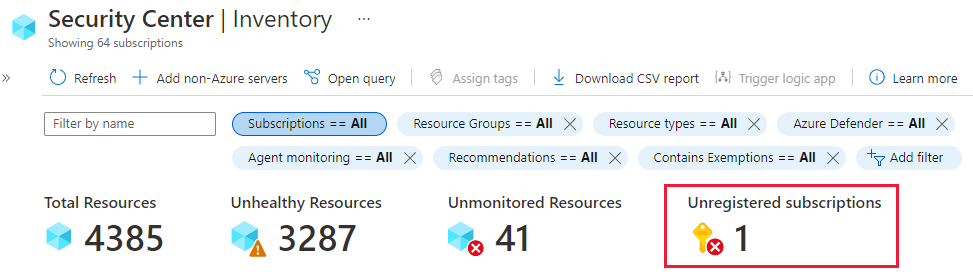 Security Center | Inventory ...
Showing 64 subscriptions
» Refresh + Add non-Azure servers Open query Assign tags Download CSV report Trigger logic app Learn more
Filter by name Subscriptions == All Resource Groups == All Resource types == All Azure Defender == All
Agent monitoring == All Recommendations == All Contains Exemptions == All Add filter
Total Resources Unhealthy Resources Unmonitored Resources Unregistered subscriptions
4385 3287 41 1